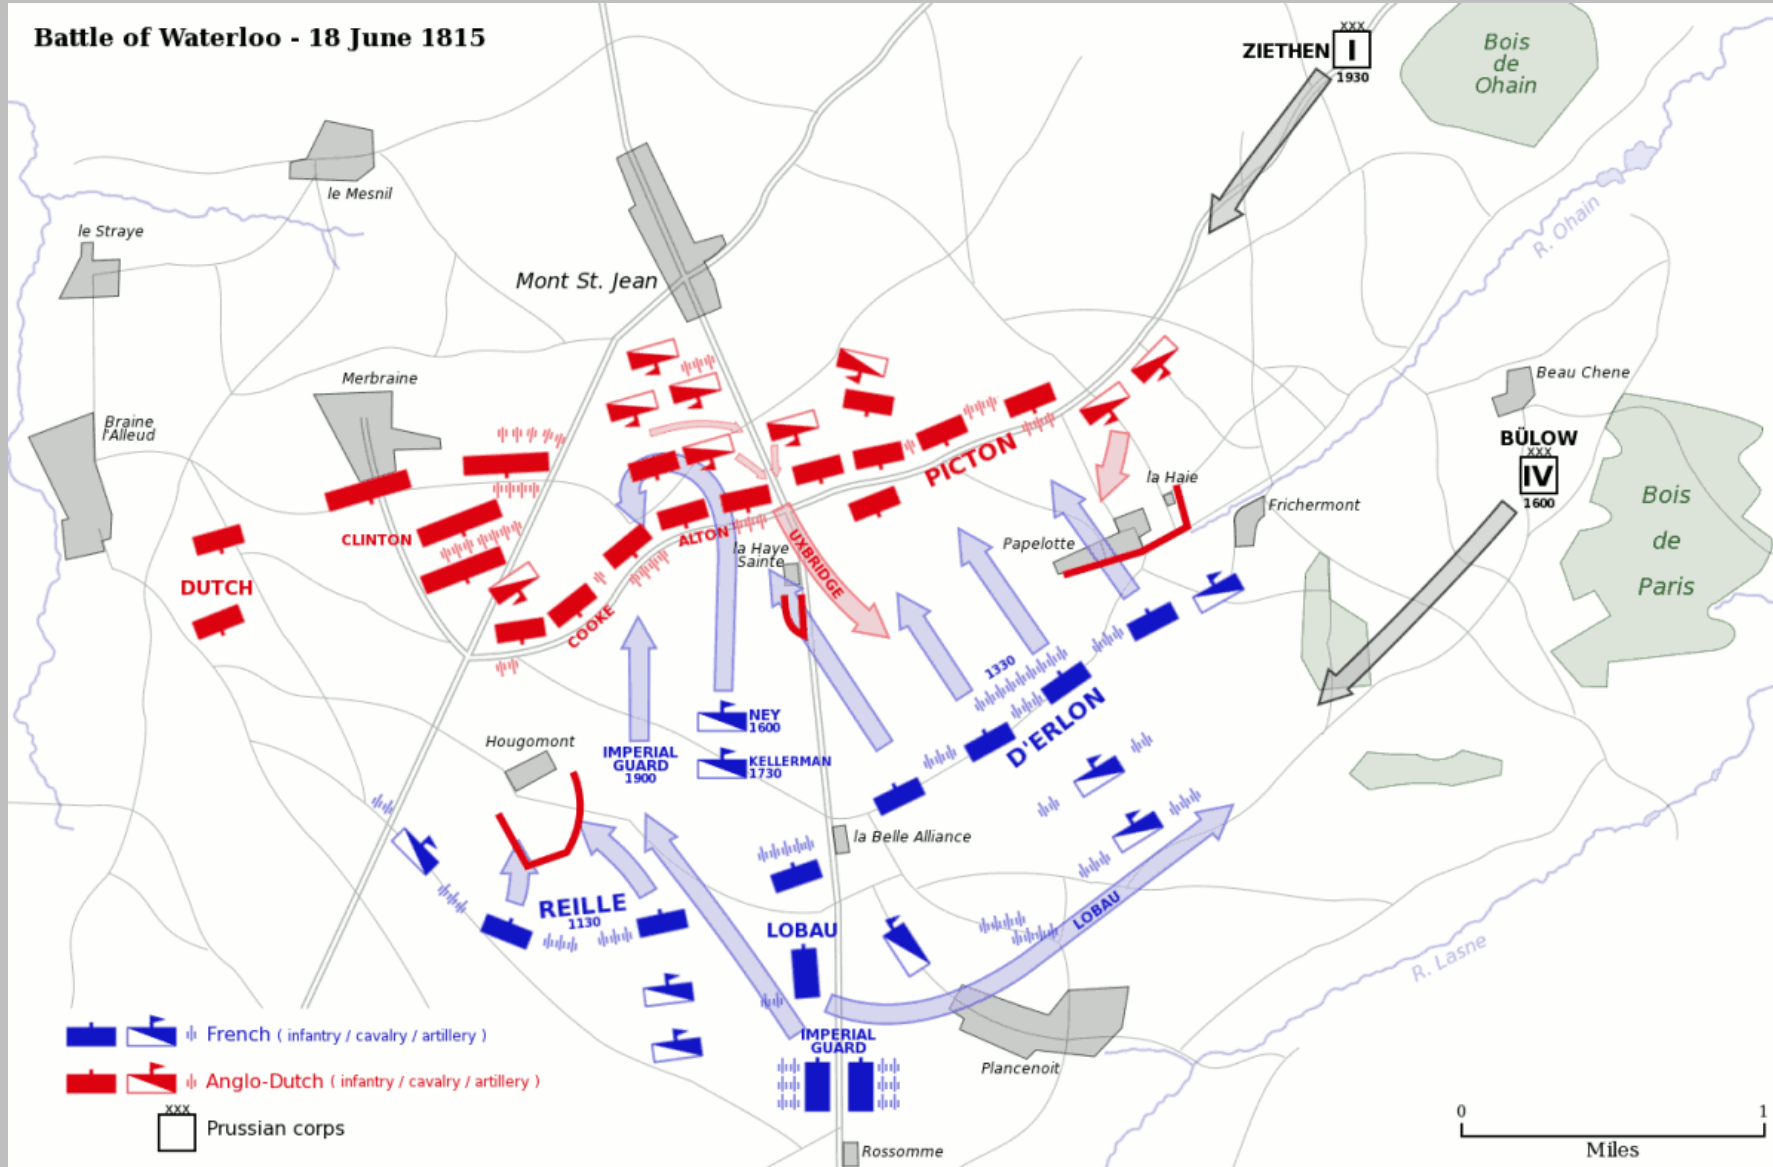 Battle of Waterloo - 18 June 1815
XXX
ZIETHEN I
1930
Bois
de
Ohain
le Mesnil
le Straye
R. Ohain
Mont St. Jean
Merbraine
Beau Chene
Braine
l'Alleud
BÜLOW
XXX
IV
1600
PICTON
la Haie
Bois
de
Paris
Frichermont
CLINTON
ALTON
la Haye
Sainte
UXBRIDGE
Papelotte
DUTCH
COOKE
1330
D'ERLON
NEY
1600
Hougomont
IMPERIAL
GUARD
1900
KELLERMAN
1730
la Belle Alliance
REILLE
1130
LOBAU
LOBAU
R. Lasne
IMPERIAL
GUARD
Plancenoit
French ( infantry / cavalry / artillery )
Anglo-Dutch ( infantry / cavalry / artillery )
XXX
Prussian corps
0 1
Miles
Rossomme